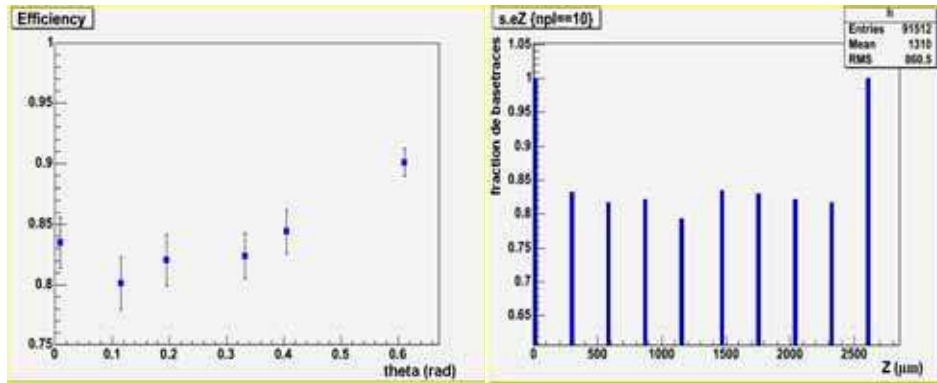 Efficiency
1
0.95
0.9
0.85
0.8
0.75
0 0.1 0.2 0.3 0.4 0.5 0.6
theta (rad)
s.eZ {npl==10}
h
Entries 91512
Mean 1310
RMS 860.5
fraction de basetraces
1.05
1
0.95
0.9
0.85
0.8
0.75
0.7
0.65
0 500 1000 1500 2000 2500
Z (µm)